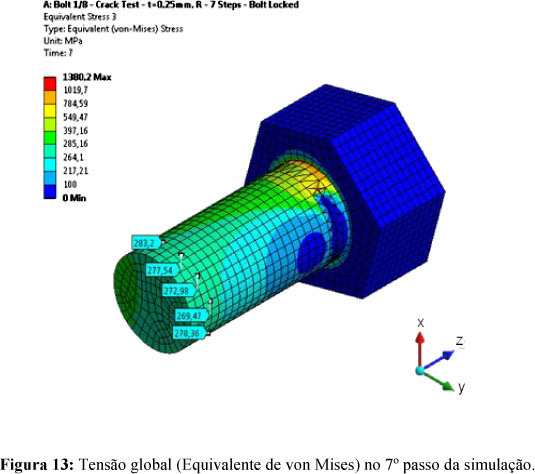 A: Bolt 1/8 - Crack Test - t=0,25mm, R - 7 Steps - Bolt Locked
Equivalent Stress 3
Type: Equivalent (von-Mises) Stress
Unit: MPa
Time: 7
1380,2 Max
1019,7
784,59
549,47
397,16
285,16
264,1
217,21
100
0 Min
283,2
277,54
272,98
269,47
278,36
X
Z
y
Figura 13: Tensão global (Equivalente de von Mises) no 7º passo da simulação.